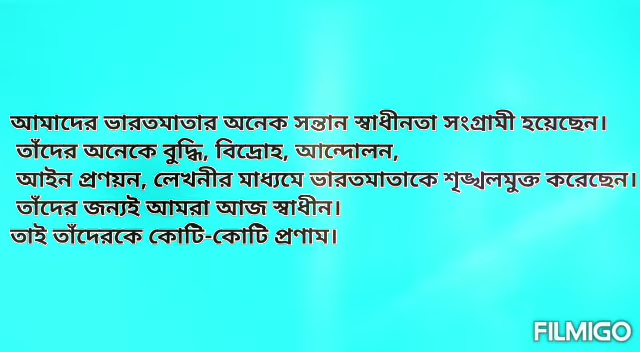 আমাদের ভারতমাতার অনেক সন্তান স্বাধীনতা সংগ্রামী হয়েছেন।
তাঁদের অনেকে বুদ্ধি, বিদ্রোহ, আন্দোলন,
আইন প্রণয়ন, লেখনীর মাধ্যমে ভারতমাতাকে শৃঙ্খলমুক্ত করেছেন।
তাঁদের জন্যই আমরা আজ স্বাধীন।
তাই তাঁদেরকে কোটি-কোটি প্রণাম।
FILMIGO